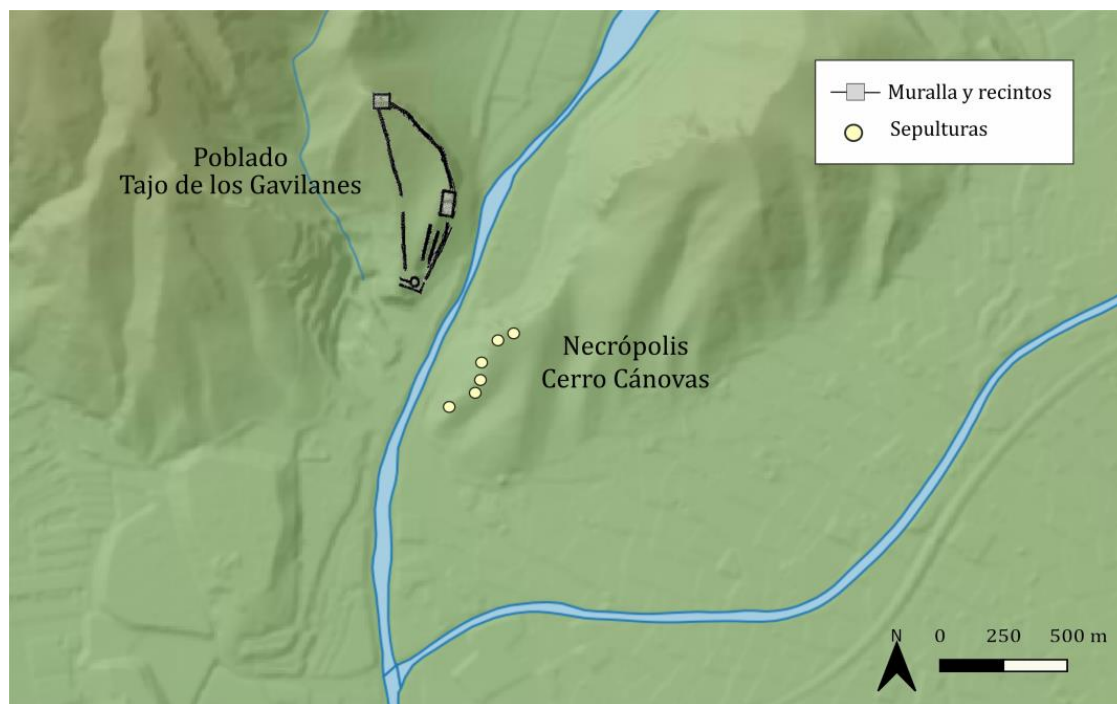 Muralla y recintos
Sepulturas
Poblado
Tajo de los Gavilanes
Necrópolis
Cerro Cánovas
N 0 250 500 m